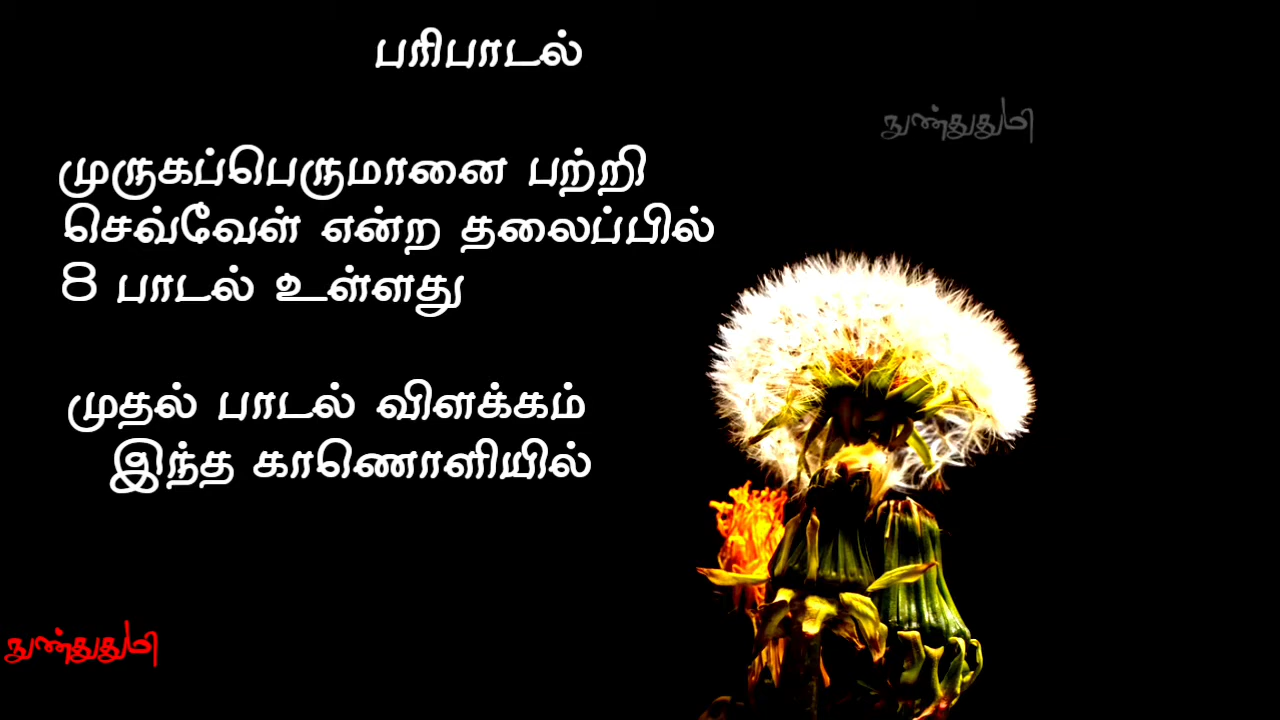 பரிபாடல்
நுண்துதுமி
முருகப்பெருமானை பற்றி
செவ்வேள் என்ற தலைப்பில்
8 பாடல் உள்ளது
முதல் பாடல் விளக்கம்
இந்த காணொளியில்
நுண்துதுமி